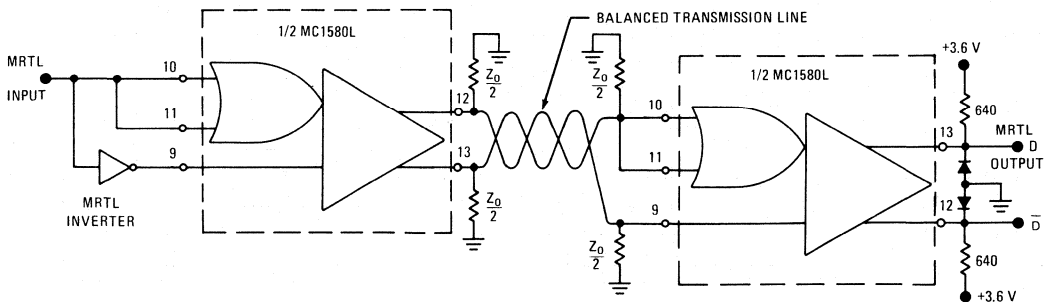 BALANCED TRANSMISSION LINE
1/2 MC1580L
MRTL
INPUT
10
11
9
MRTL
INVERTER
12
13
Z₀
2
Z₀
2
Z₀
2
Z₀
2
10
11
9
1/2 MC1580L
+3.6 V
640
13
MRTL
D
OUTPUT
12
D̅
640
+3.6 V